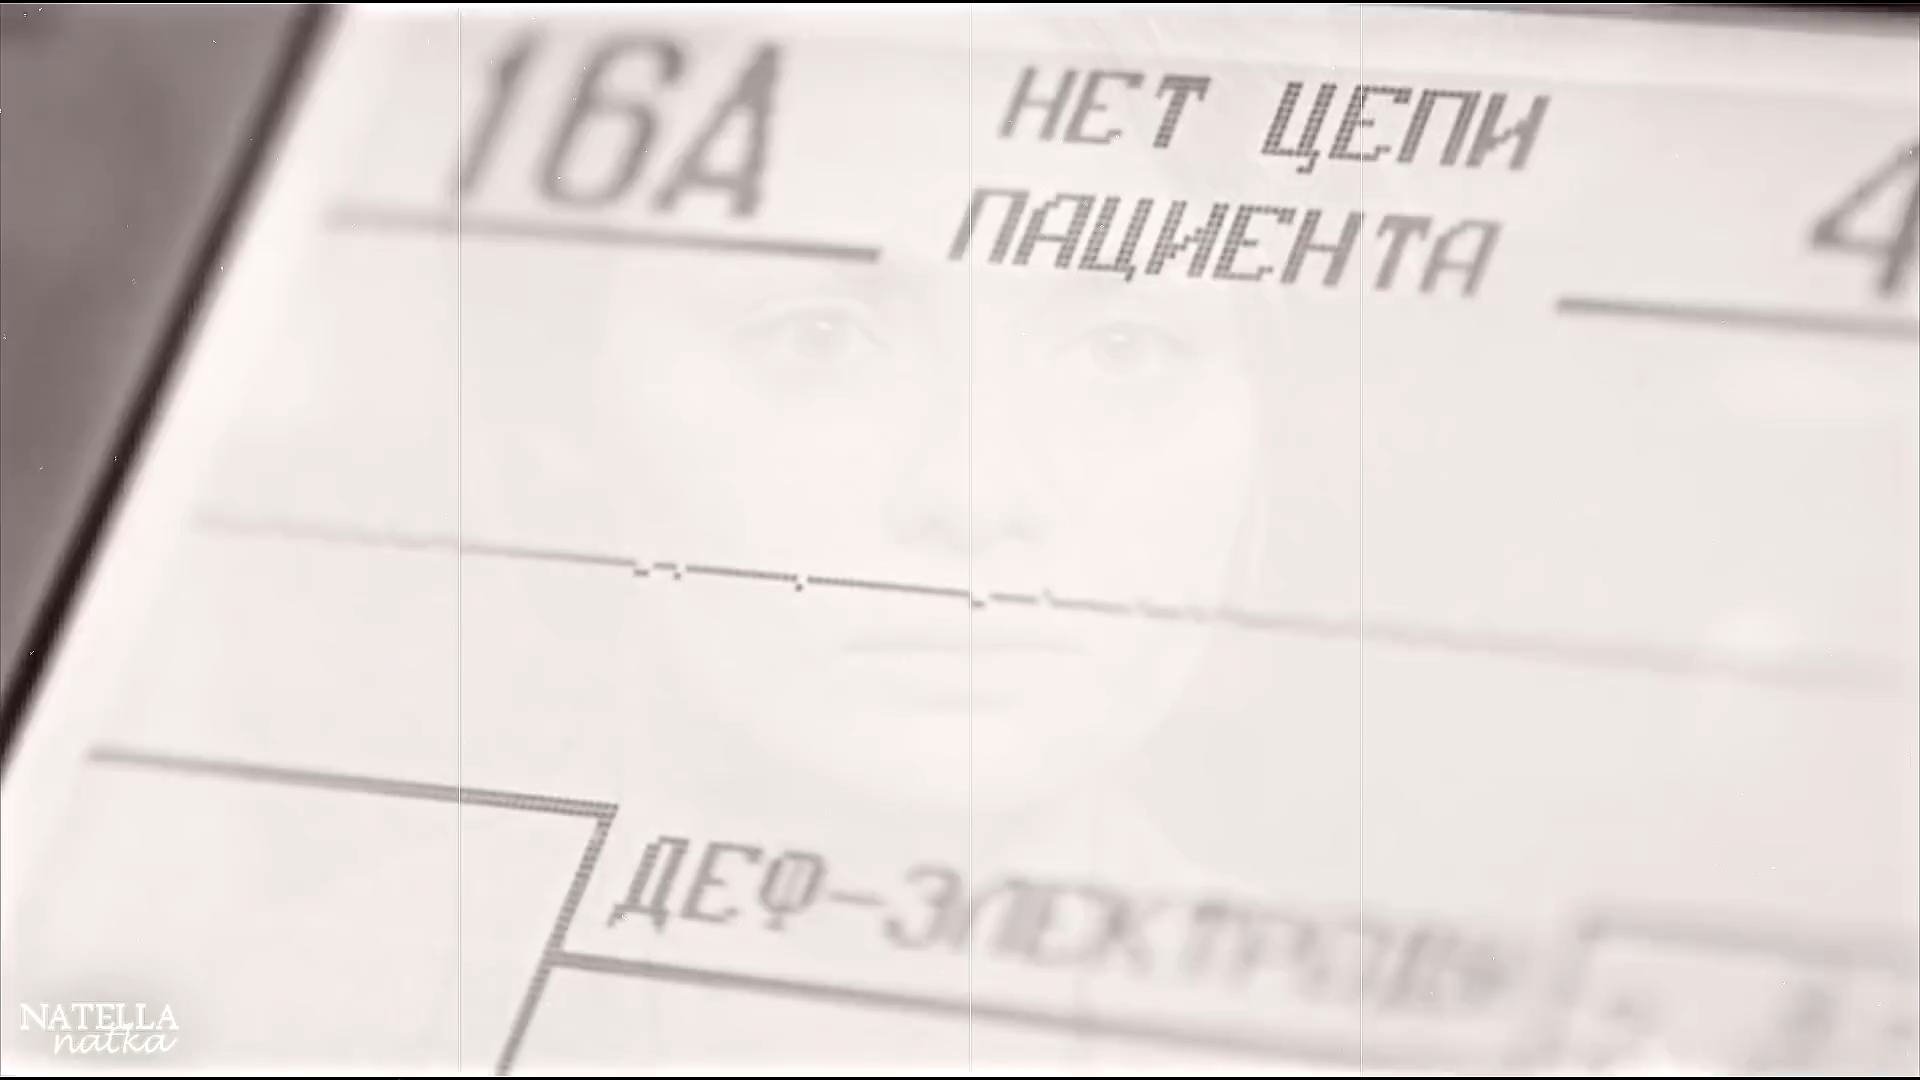 16А
НЕТ ЦЕПИ
ПАЦИЕНТА
4
ДЕФ-ЭЛЕКТРОДЫ
NATELLA
natka